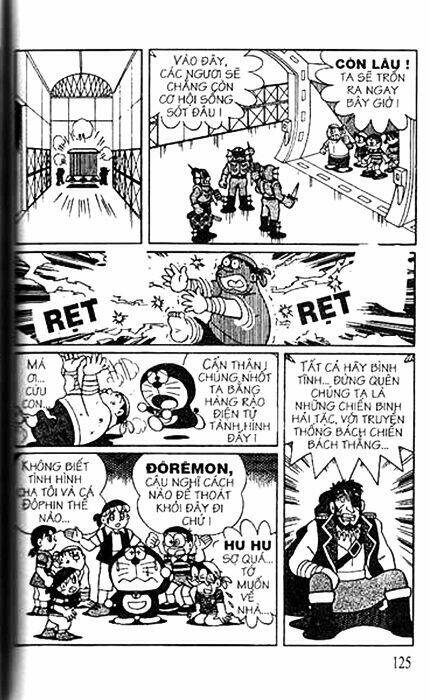 VÀO ĐÂY,
CÁC NGƯƠI SẼ
CHẲNG CÒN
CƠ HỘI SỐNG
SÓT ĐÂU !
CÒN LÂU !
TA SẼ TRỐN
RA NGAY
BÂY GIỜ !
RẸT
RẸT
MÁ
ƠI...
CỨU
CON...
CẨN THẬN !
CHÚNG NHỐT
TA BẰNG
HÀNG RÀO
ĐIỆN TỬ
TÀNG HÌNH
ĐẤY !
TẤT CẢ HÃY BÌNH
TĨNH... ĐỪNG QUÊN
CHÚNG TA LÀ
NHỮNG CHIẾN BINH
HẢI TẶC, VỚI TRUYỀN
THỐNG BÁCH CHIẾN
BÁCH THẮNG...
KHÔNG BIẾT
TÌNH HÌNH
CHA TÔI VÀ CÁ
ĐÔPHIN THẾ
NÀO...
ĐÔRÊMON,
CẬU NGHĨ CÁCH
NÀO ĐỂ THOÁT
KHỎI ĐÂY ĐI
CHỨ !
HU HU
SỢ QUÁ...
TỚ
MUỐN
VỀ
NHÀ...
125